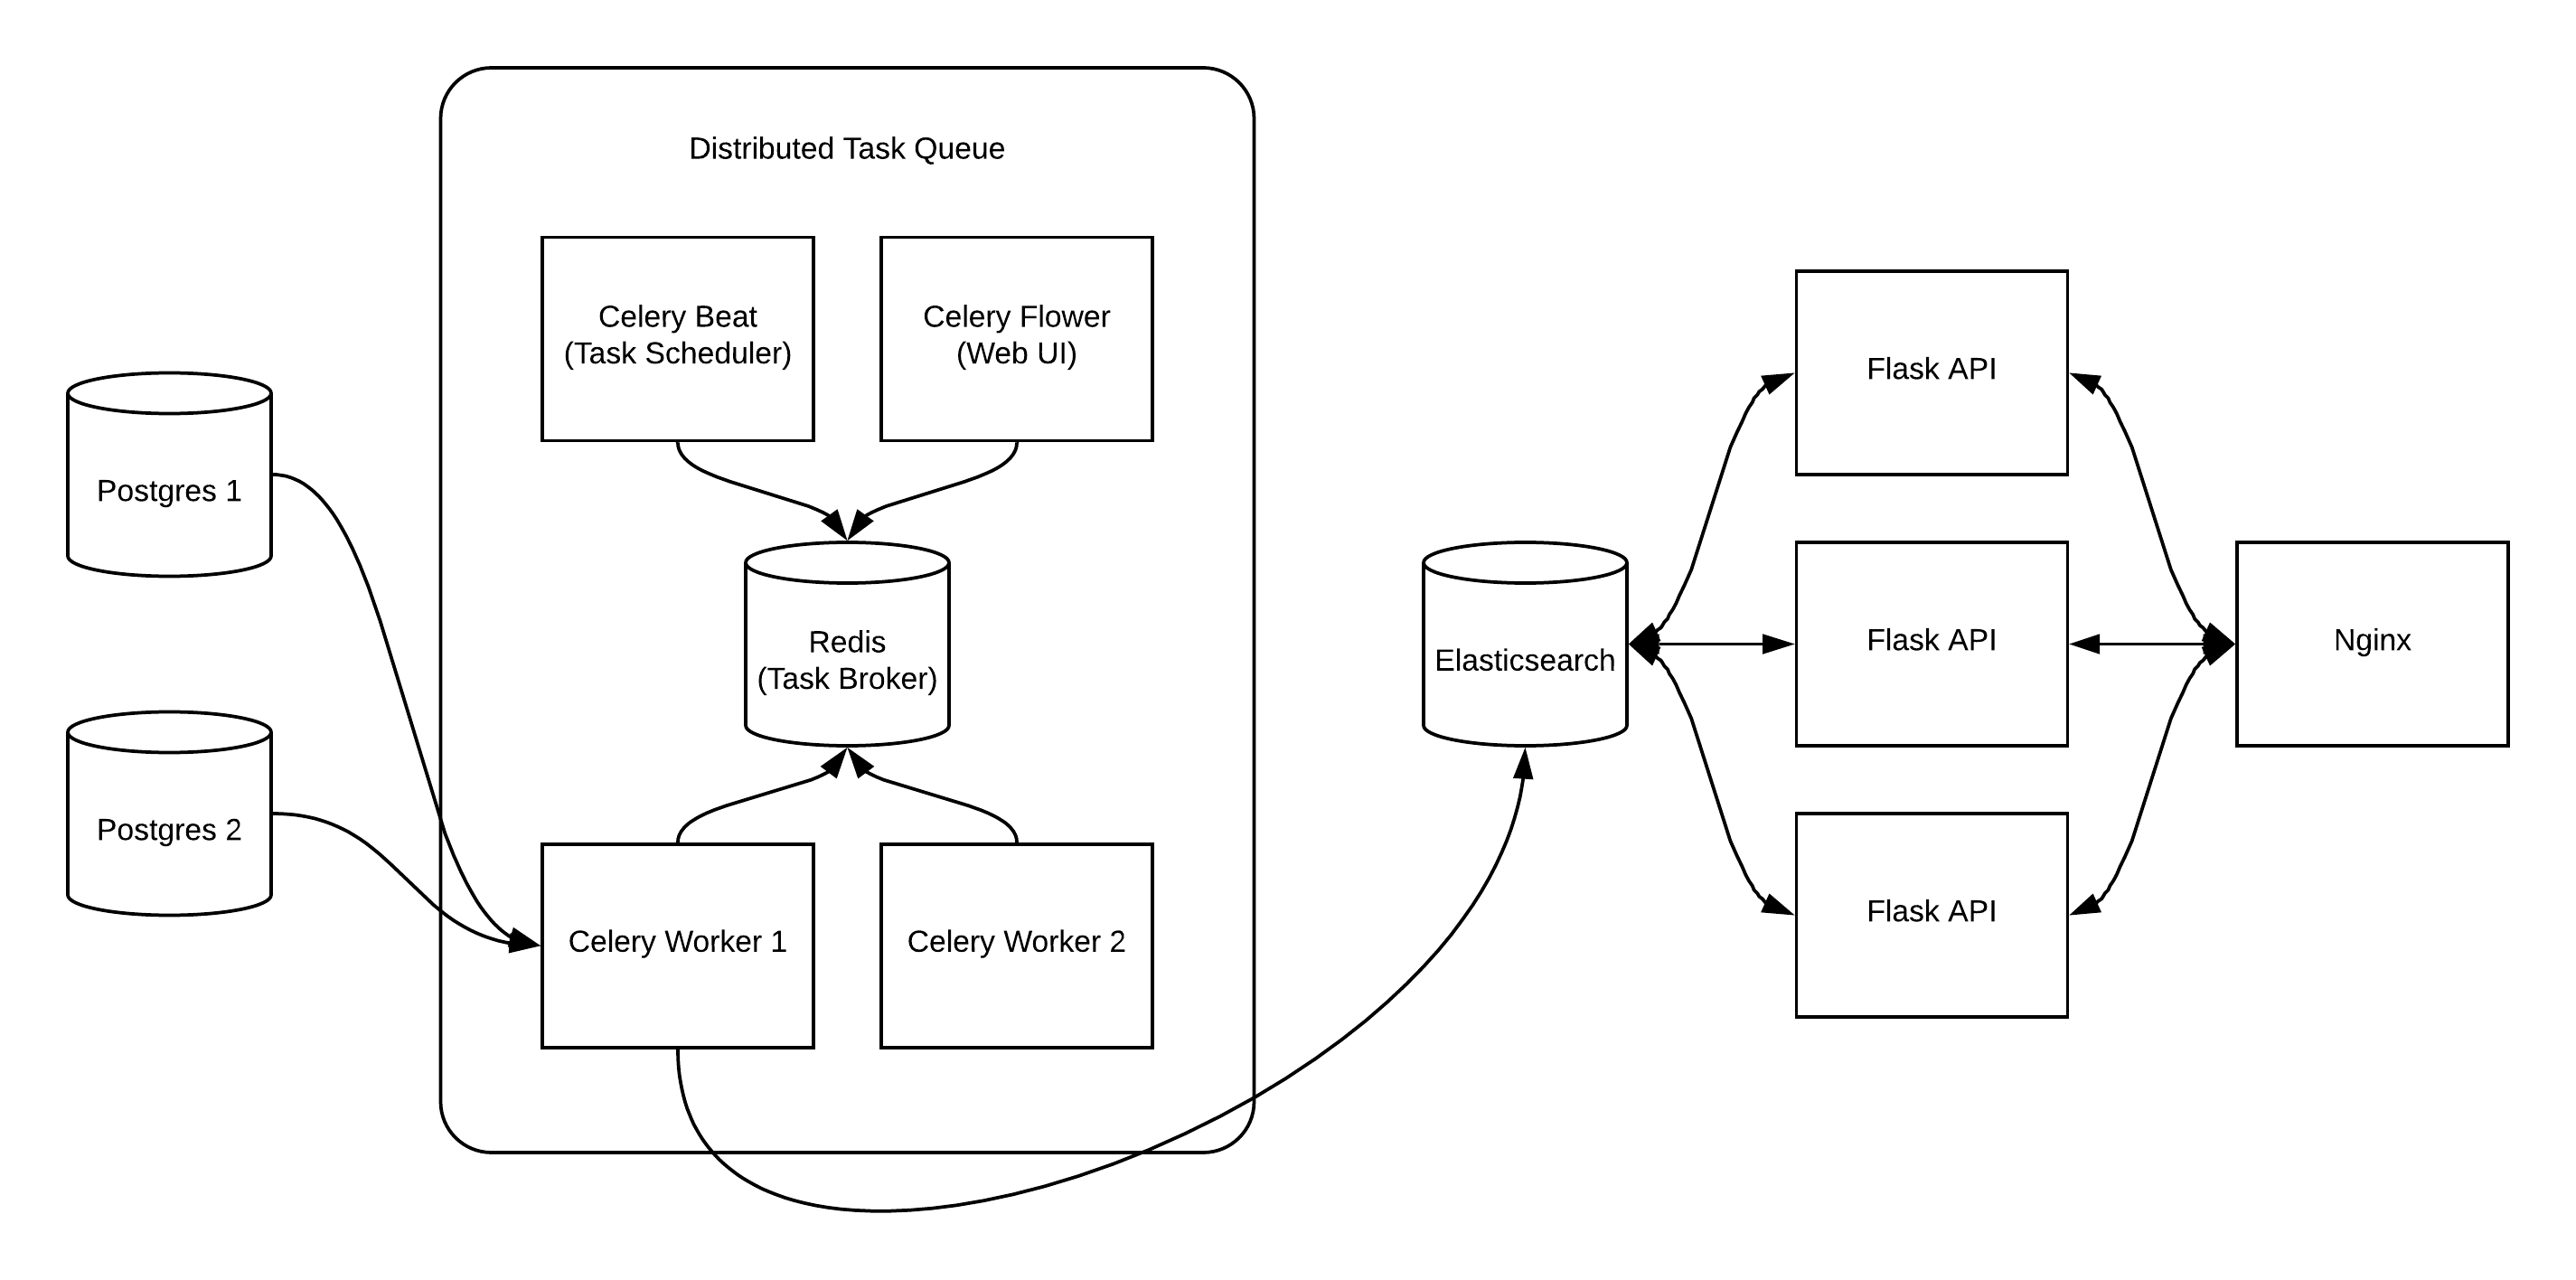 Distributed Task Queue
Celery Beat
(Task Scheduler)
Celery Flower
(Web UI)
Postgres 1
Postgres 2
Redis
(Task Broker)
Celery Worker 1
Celery Worker 2
Elasticsearch
Flask API
Flask API
Flask API
Nginx